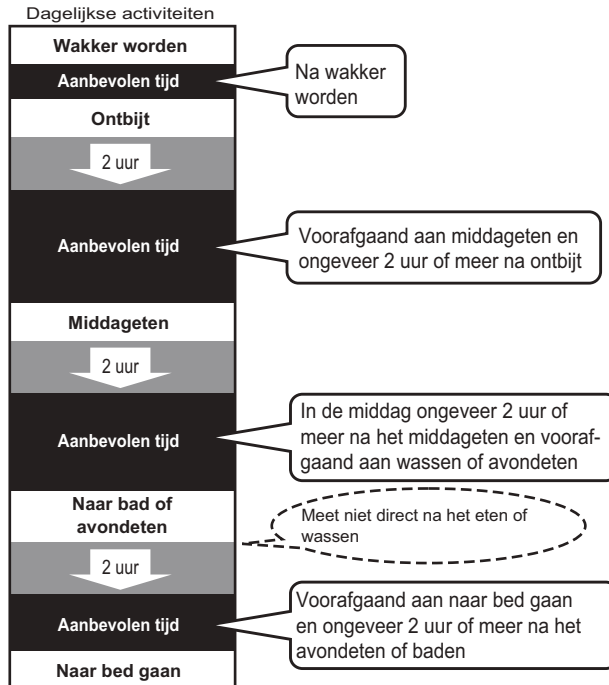 Dagelijkse activiteiten
Wakker worden
Aanbevolen tijd
Na wakker
worden
Ontbijt
2 uur
Aanbevolen tijd
Voorafgaand aan middageten en
ongeveer 2 uur of meer na ontbijt
Middageten
2 uur
Aanbevolen tijd
In de middag ongeveer 2 uur of
meer na het middageten en vooraf-
gaand aan wassen of avondeten
Naar bad of
avondeten
Meet niet direct na het eten of
wassen
2 uur
Aanbevolen tijd
Voorafgaand aan naar bed gaan
en ongeveer 2 uur of meer na het
avondeten of baden
Naar bed gaan